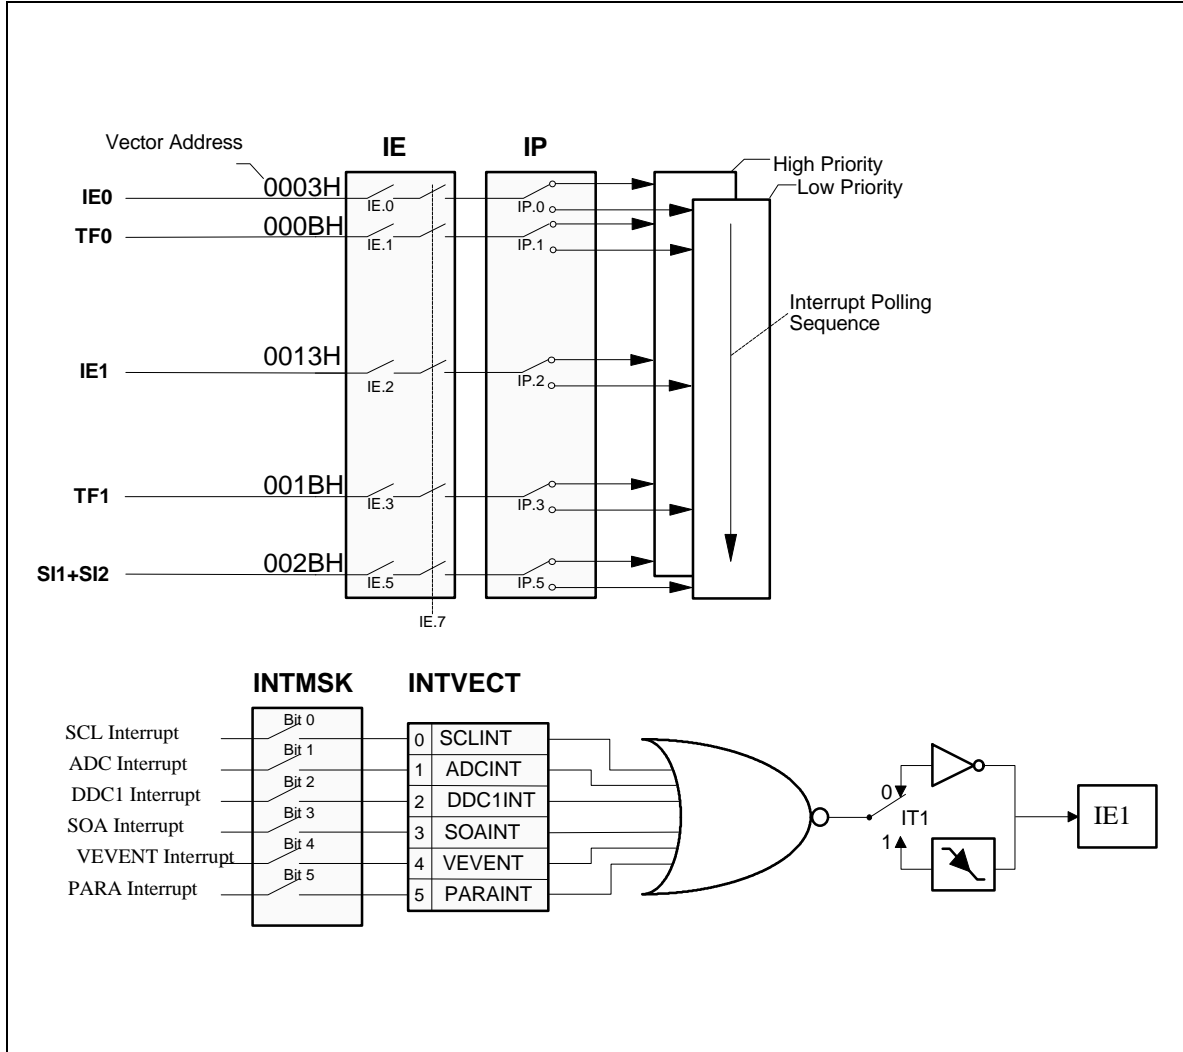 Vector Address
IE
IP
High Priority
Low Priority
IE0
0003H
IE.0
IP.0
TF0
000BH
IE.1
IP.1
Interrupt Polling
Sequence
IE1
0013H
IE.2
IP.2
TF1
001BH
IE.3
IP.3
SI1+SI2
002BH
IE.5
IP.5
IE.7
INTMSK
INTVECT
SCL Interrupt
Bit 0
0
SCLINT
ADC Interrupt
Bit 1
1
ADCINT
DDC1 Interrupt
Bit 2
2
DDC1INT
SOA Interrupt
Bit 3
3
SOAINT
VEVENT Interrupt
Bit 4
4
VEVENT
PARA Interrupt
Bit 5
5
PARAINT
0
IT1
1
IE1